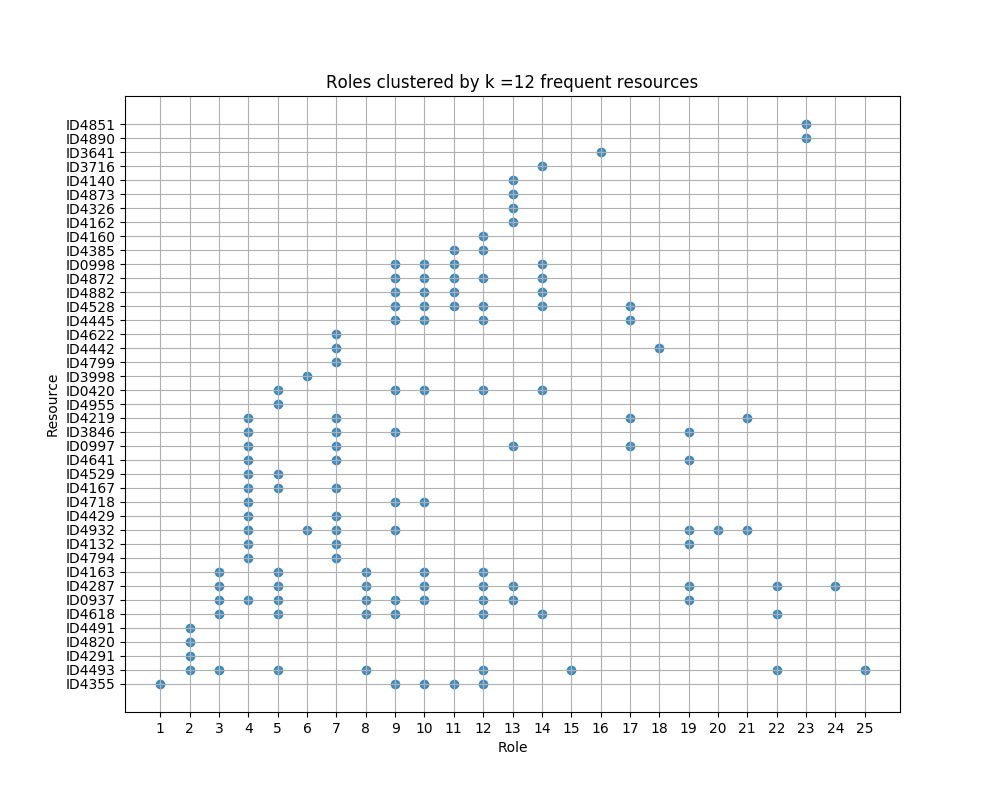 Roles clustered by k =12 frequent resources
ID4851
ID4890
ID3641
ID3716
ID4140
ID4873
ID4326
ID4162
ID4160
ID4385
ID0998
ID4872
ID4882
ID4528
ID4445
ID4622
ID4442
ID4799
ID3998
ID0420
ID4955
ID4219
ID3846
ID0997
ID4641
ID4529
ID4167
ID4718
ID4429
ID4932
ID4132
ID4794
ID4163
ID4287
ID0937
ID4618
ID4491
ID4820
ID4291
ID4493
ID4355
Resource
1 2 3 4 5 6 7 8 9 10 11 12 13 14 15 16 17 18 19 20 21 22 23 24 25
Role